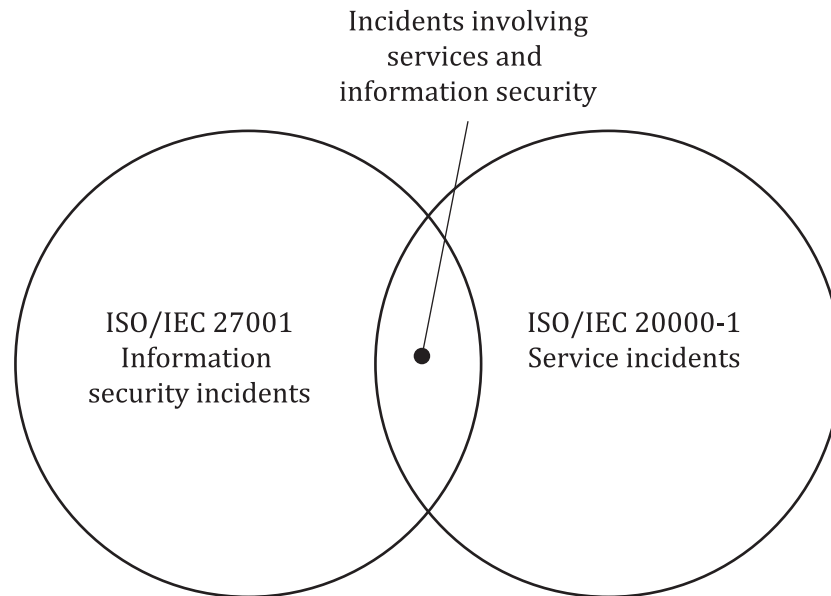 Incidents involving
services and
information security
ISO/IEC 27001
Information
security incidents
ISO/IEC 20000-1
Service incidents